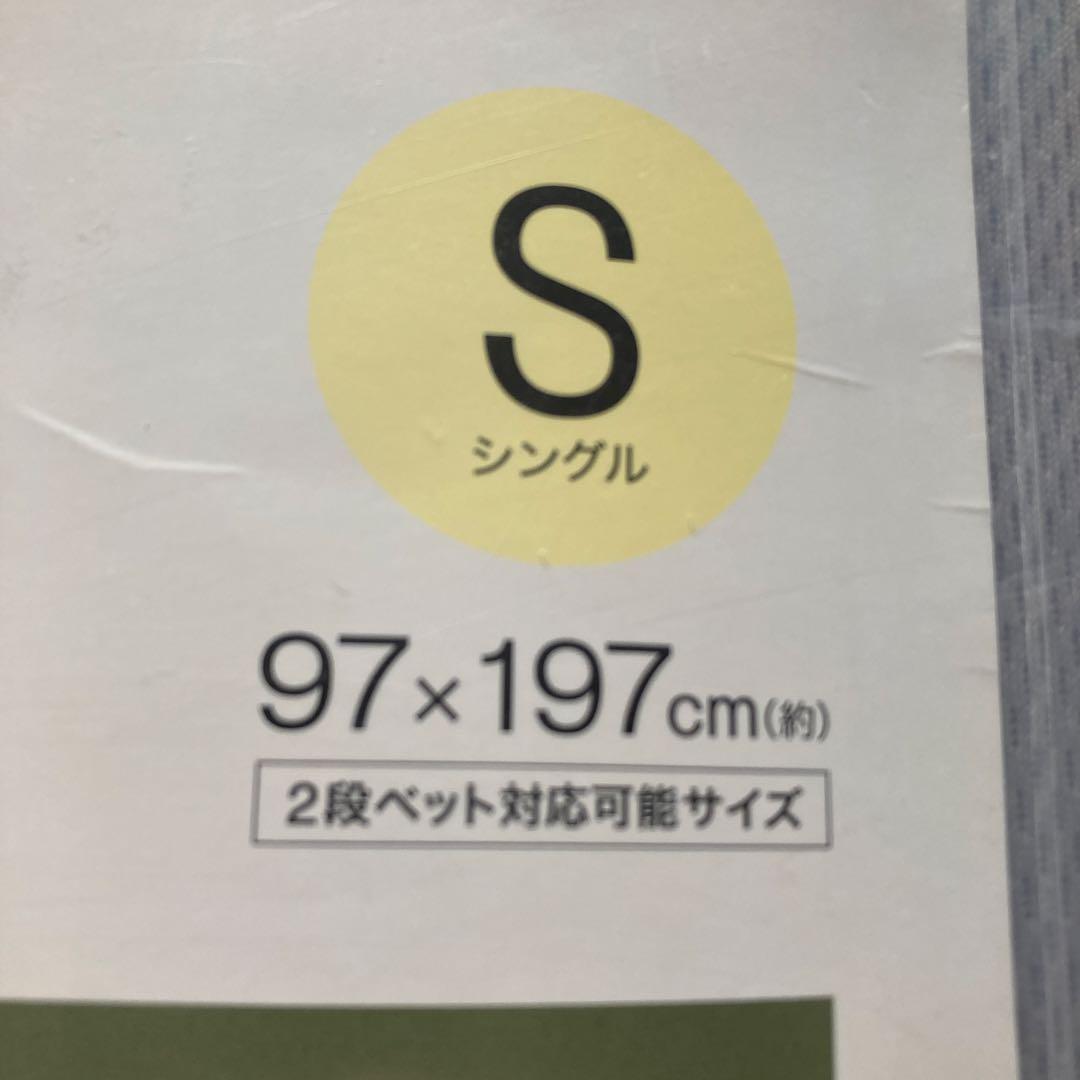 S
シングル
97×197cm(約)
2段ベット対応可能サイズ